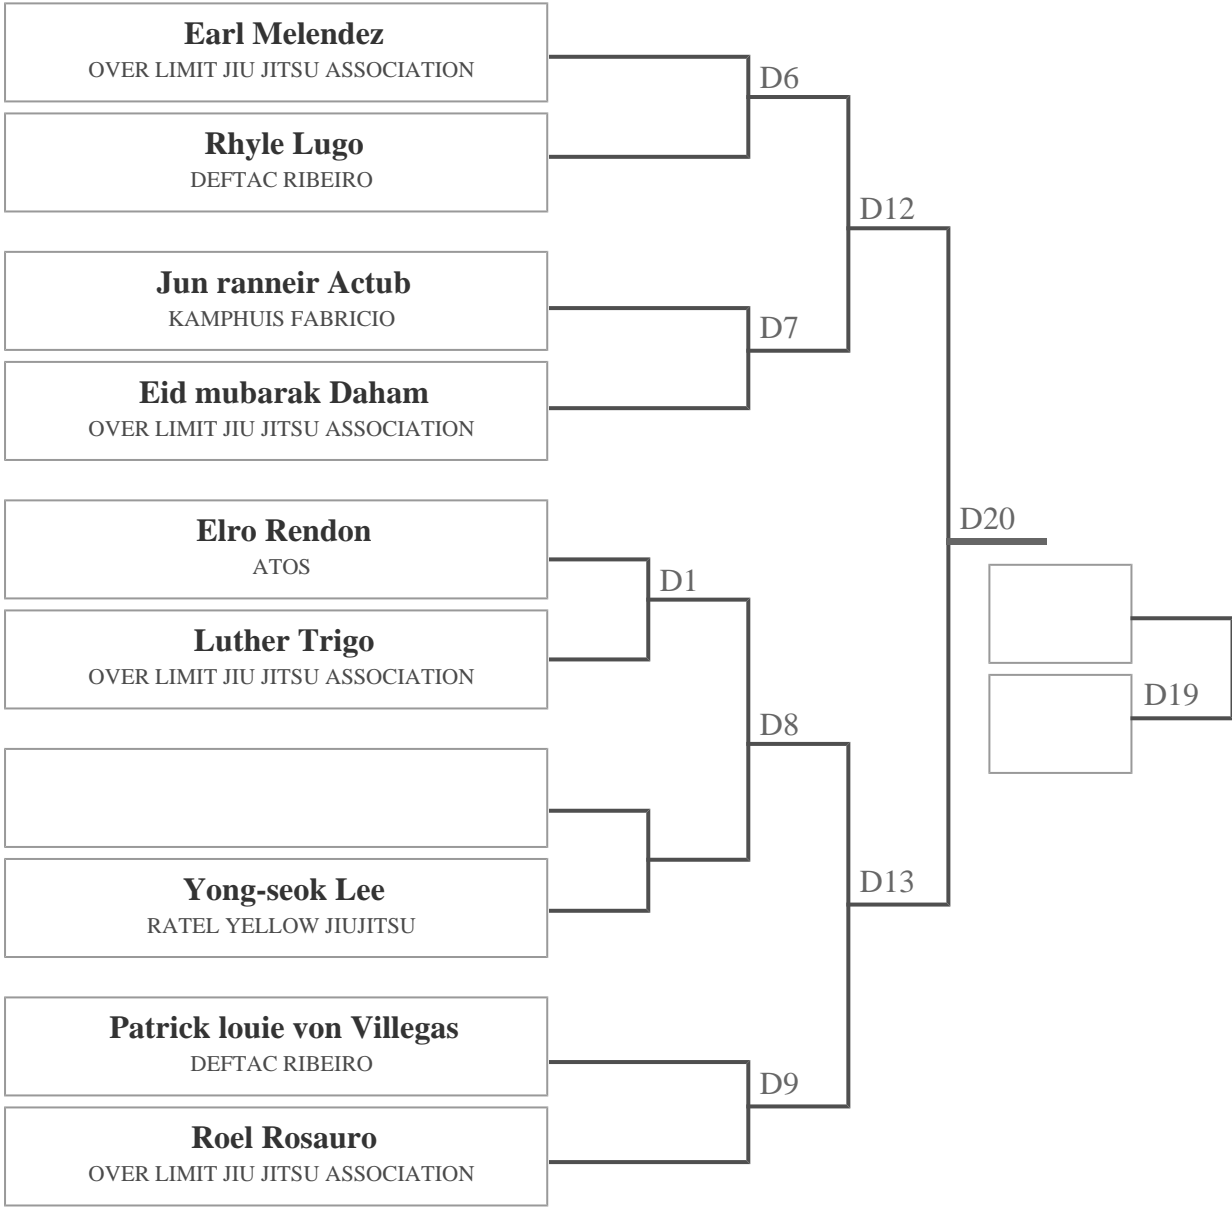 Earl Melendez
OVER LIMIT JIU JITSU ASSOCIATION
D6
Rhyle Lugo
DEFTAC RIBEIRO
D12
Jun ranneir Actub
KAMPHUIS FABRICIO
D7
Eid mubarak Daham
OVER LIMIT JIU JITSU ASSOCIATION
D20
Elro Rendon
ATOS
D1
Luther Trigo
OVER LIMIT JIU JITSU ASSOCIATION
D19
D8
Yong-seok Lee
RATEL YELLOW JIUJITSU
D13
Patrick louie von Villegas
DEFTAC RIBEIRO
D9
Roel Rosauro
OVER LIMIT JIU JITSU ASSOCIATION